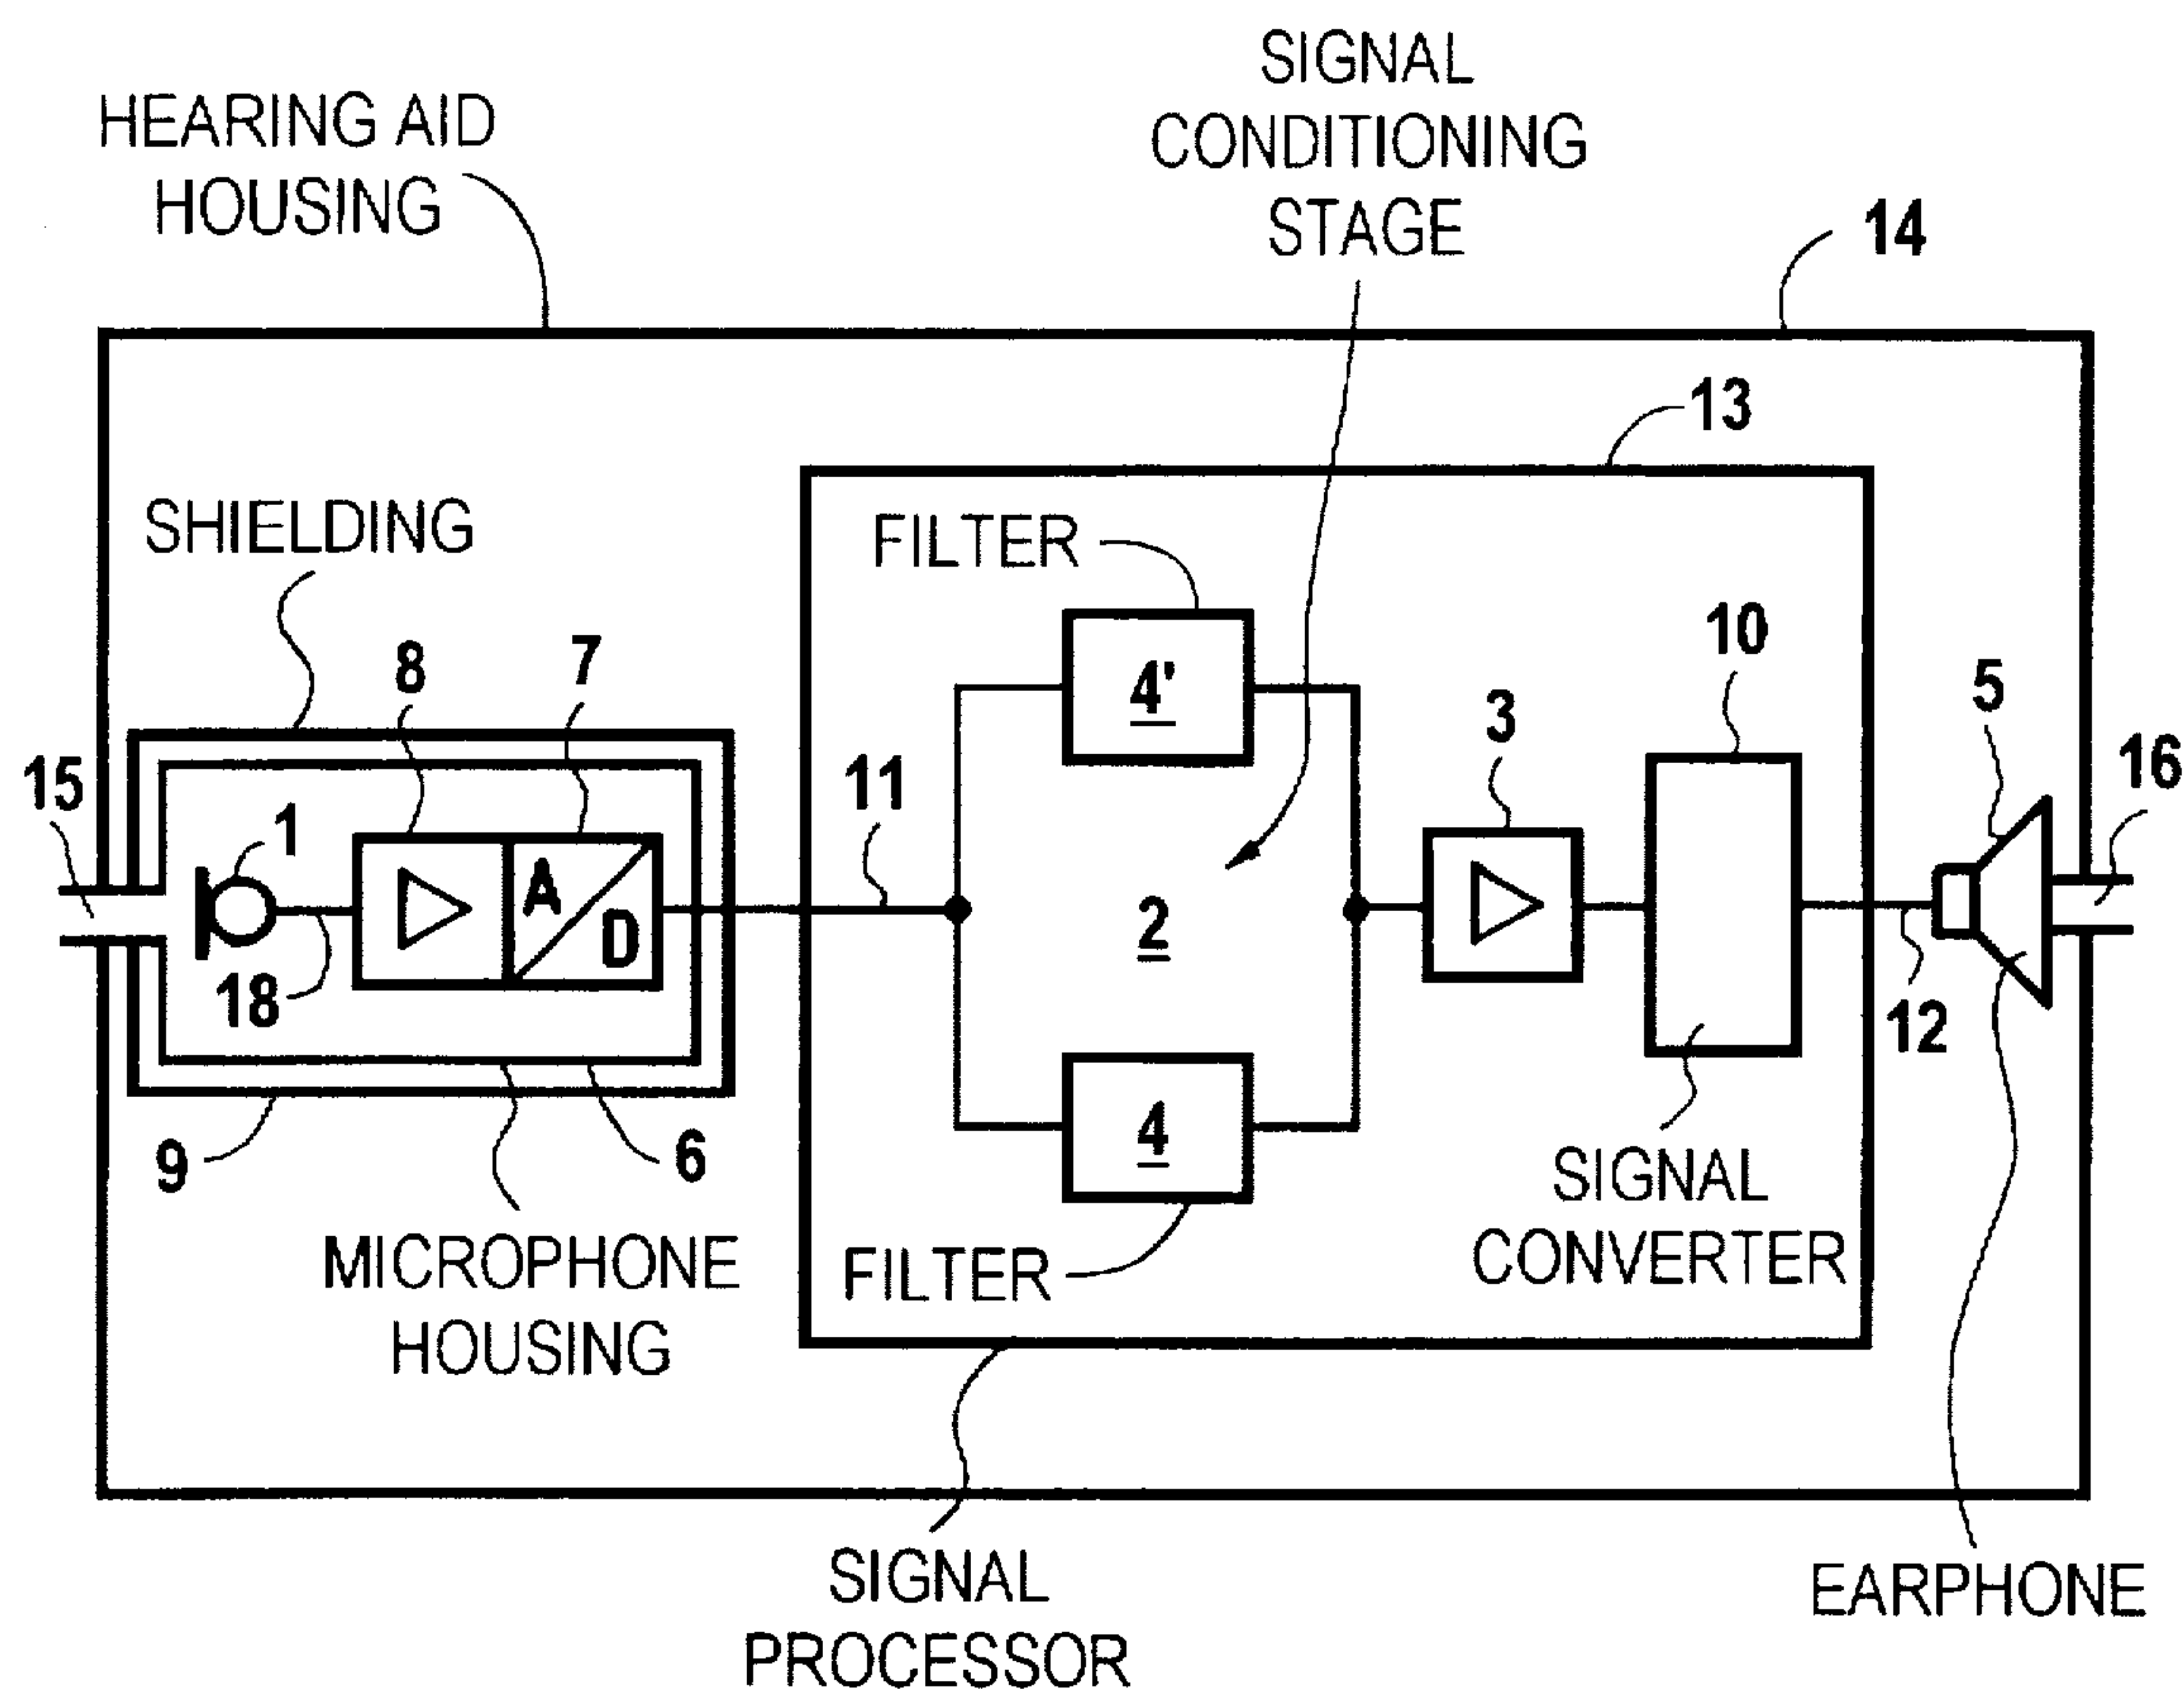 SIGNAL
CONDITIONING
STAGE
HEARING AID
HOUSING
14
13
SHIELDING
FILTER
4'
10
8
7
3
5
15
1
11
16
A
D
2
18
12
4
9
6
SIGNAL
CONVERTER
MICROPHONE
HOUSING
FILTER
SIGNAL
PROCESSOR
EARPHONE